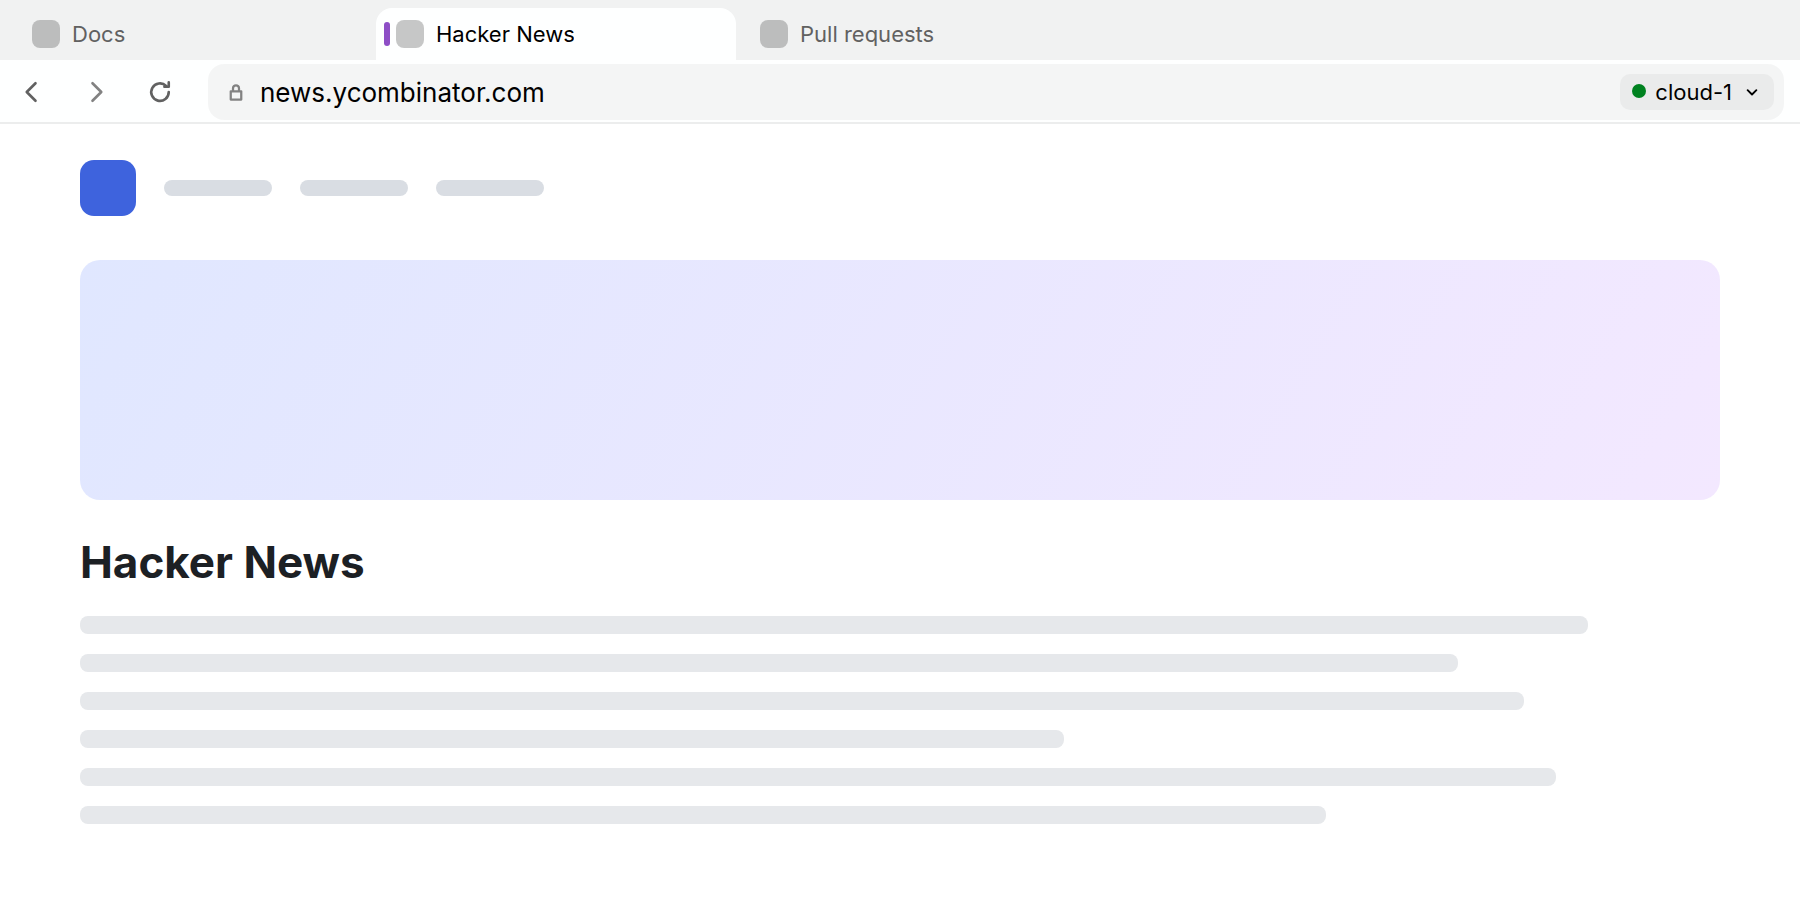 Docs
Hacker News
Pull requests
news.ycombinator.com
cloud-1
Hacker News